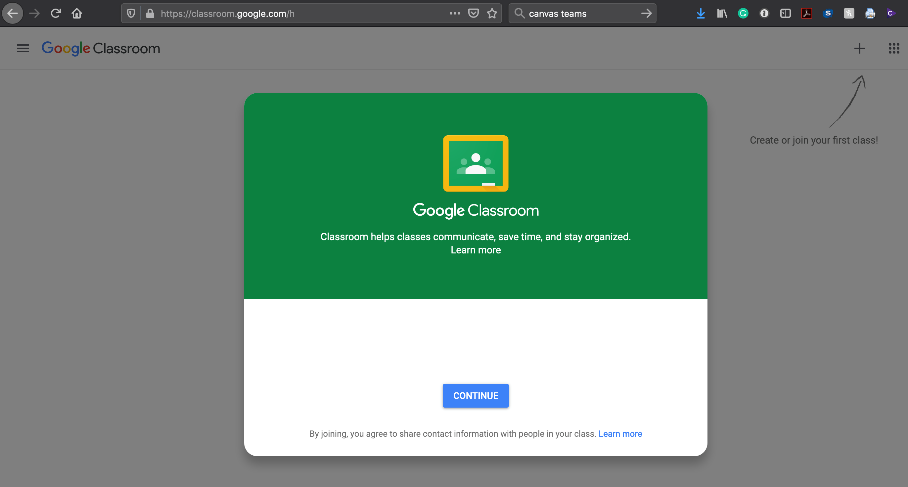 https://classroom.google.com/h
canvas teams
Google Classroom
Create or join your first class!
Google Classroom
Classroom helps classes communicate, save time, and stay organized.
Learn more
CONTINUE
By joining, you agree to share contact information with people in your class. Learn more